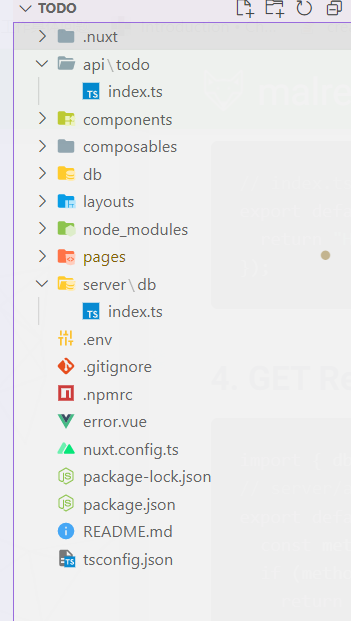 TODO
.nuxt
api\todo
TS index.ts
components
composables
db
layouts
node_modules
pages
server\db
TS index.ts
.env
.gitignore
.npmrc
error.vue
nuxt.config.ts
package-lock.json
package.json
README.md
TS tsconfig.json
4. GET Re